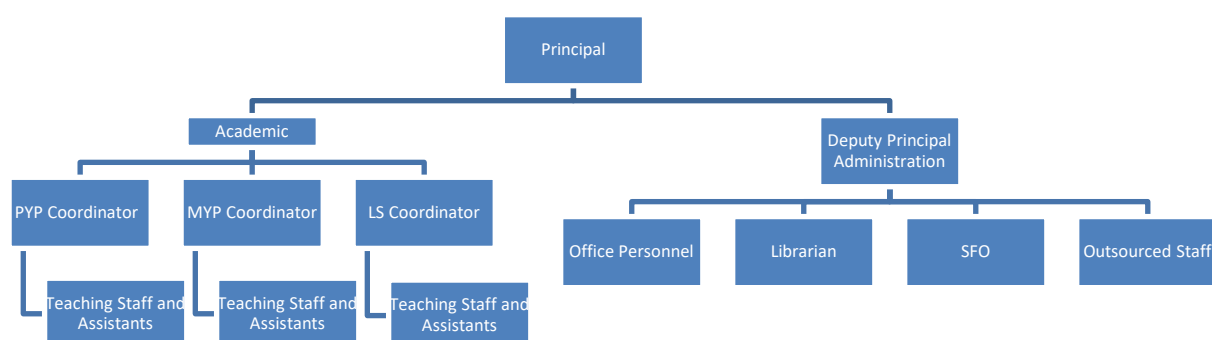 Principal
Academic
Deputy Principal
Administration
PYP Coordinator
MYP Coordinator
LS Coordinator
Office Personnel
Librarian
SFO
Outsourced Staff
Teaching Staff and
Assistants
Teaching Staff and
Assistants
Teaching Staff and
Assistants